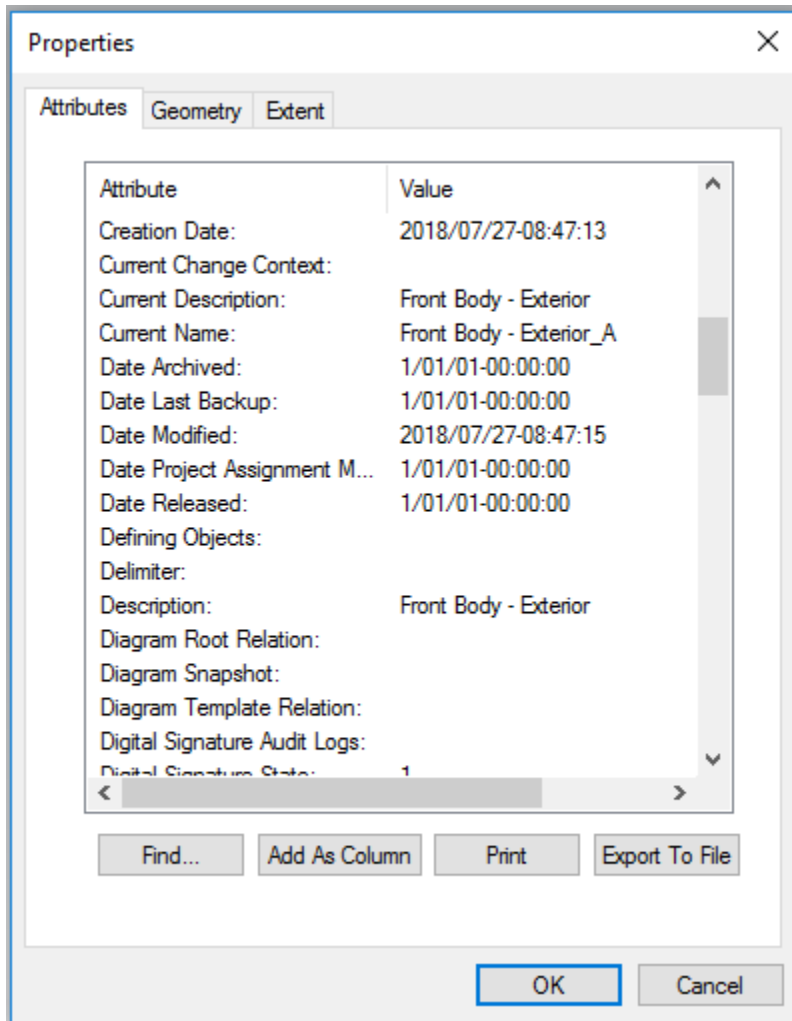 Properties
Attributes Geometry Extent
Attribute Value
Creation Date: 2018/07/27-08:47:13
Current Change Context:
Current Description: Front Body - Exterior
Current Name: Front Body - Exterior_A
Date Archived: 1/01/01-00:00:00
Date Last Backup: 1/01/01-00:00:00
Date Modified: 2018/07/27-08:47:15
Date Project Assignment M... 1/01/01-00:00:00
Date Released: 1/01/01-00:00:00
Defining Objects:
Delimiter:
Description: Front Body - Exterior
Diagram Root Relation:
Diagram Snapshot:
Diagram Template Relation:
Digital Signature Audit Logs:
Digital Signature State: 1
Find... Add As Column Print Export To File
OK Cancel